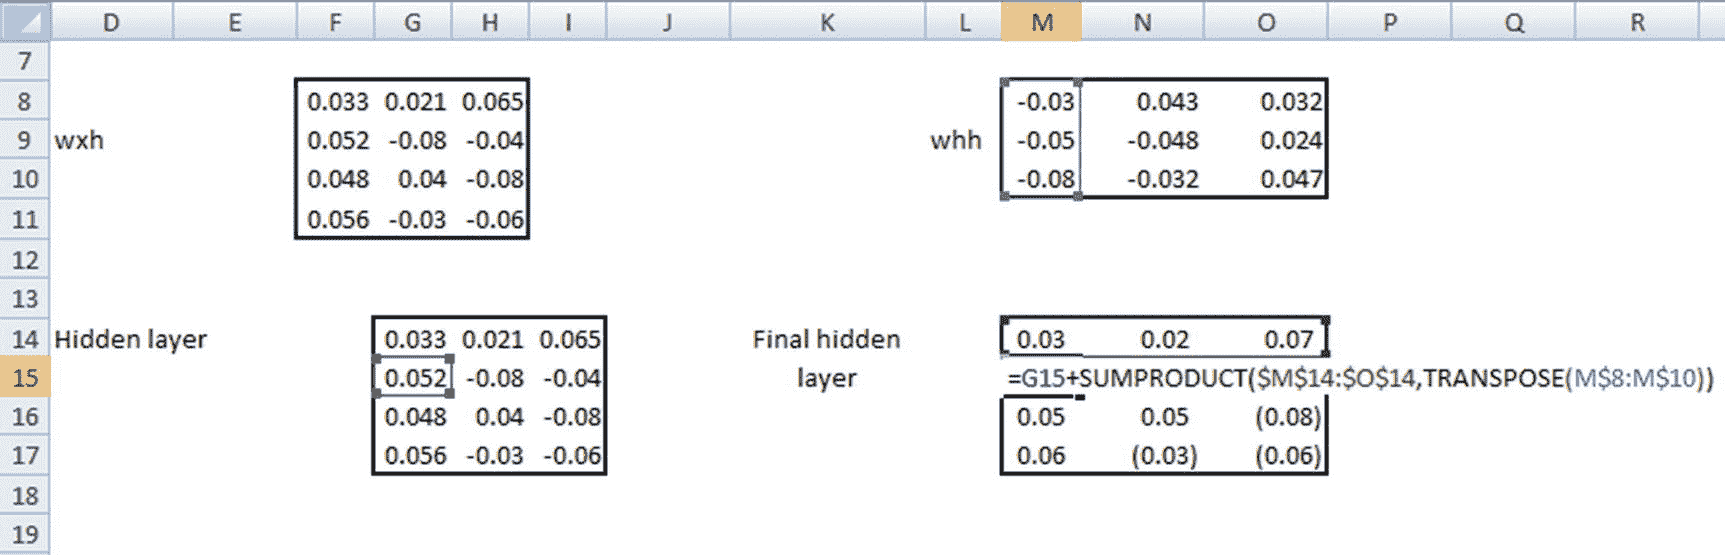 D E F G H I J K L M N O P Q R
7
8 0.033 0.021 0.065 -0.03 0.043 0.032
9 wxh 0.052 -0.08 -0.04 whh -0.05 -0.048 0.024
10 0.048 0.04 -0.08 -0.08 -0.032 0.047
11 0.056 -0.03 -0.06
12
13
14 Hidden layer 0.033 0.021 0.065 Final hidden 0.03 0.02 0.07
15 0.052 -0.08 -0.04 layer =G15+SUMPRODUCT($M$14:$O$14,TRANSPOSE(M$8:M$10))
16 0.048 0.04 -0.08 0.05 0.05 (0.08)
17 0.056 -0.03 -0.06 0.06 (0.03) (0.06)
18
19